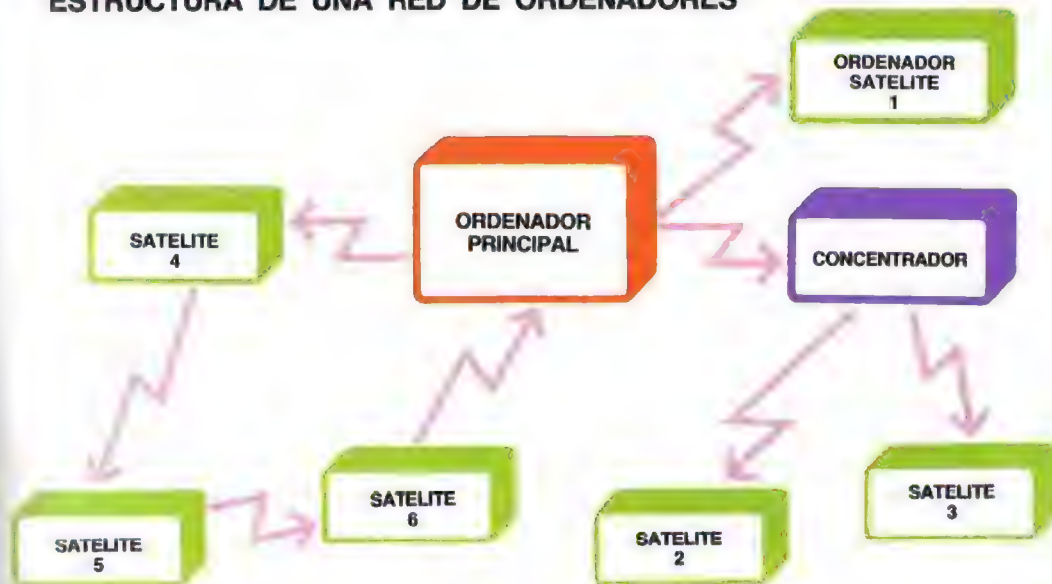 ESTRUCTURA DE UNA RED DE ORDENADORES
ORDENADOR
SATELITE
1
ORDENADOR
PRINCIPAL
SATELITE
4
CONCENTRADOR
SATELITE
6
SATELITE
3
SATELITE
5
SATELITE
2